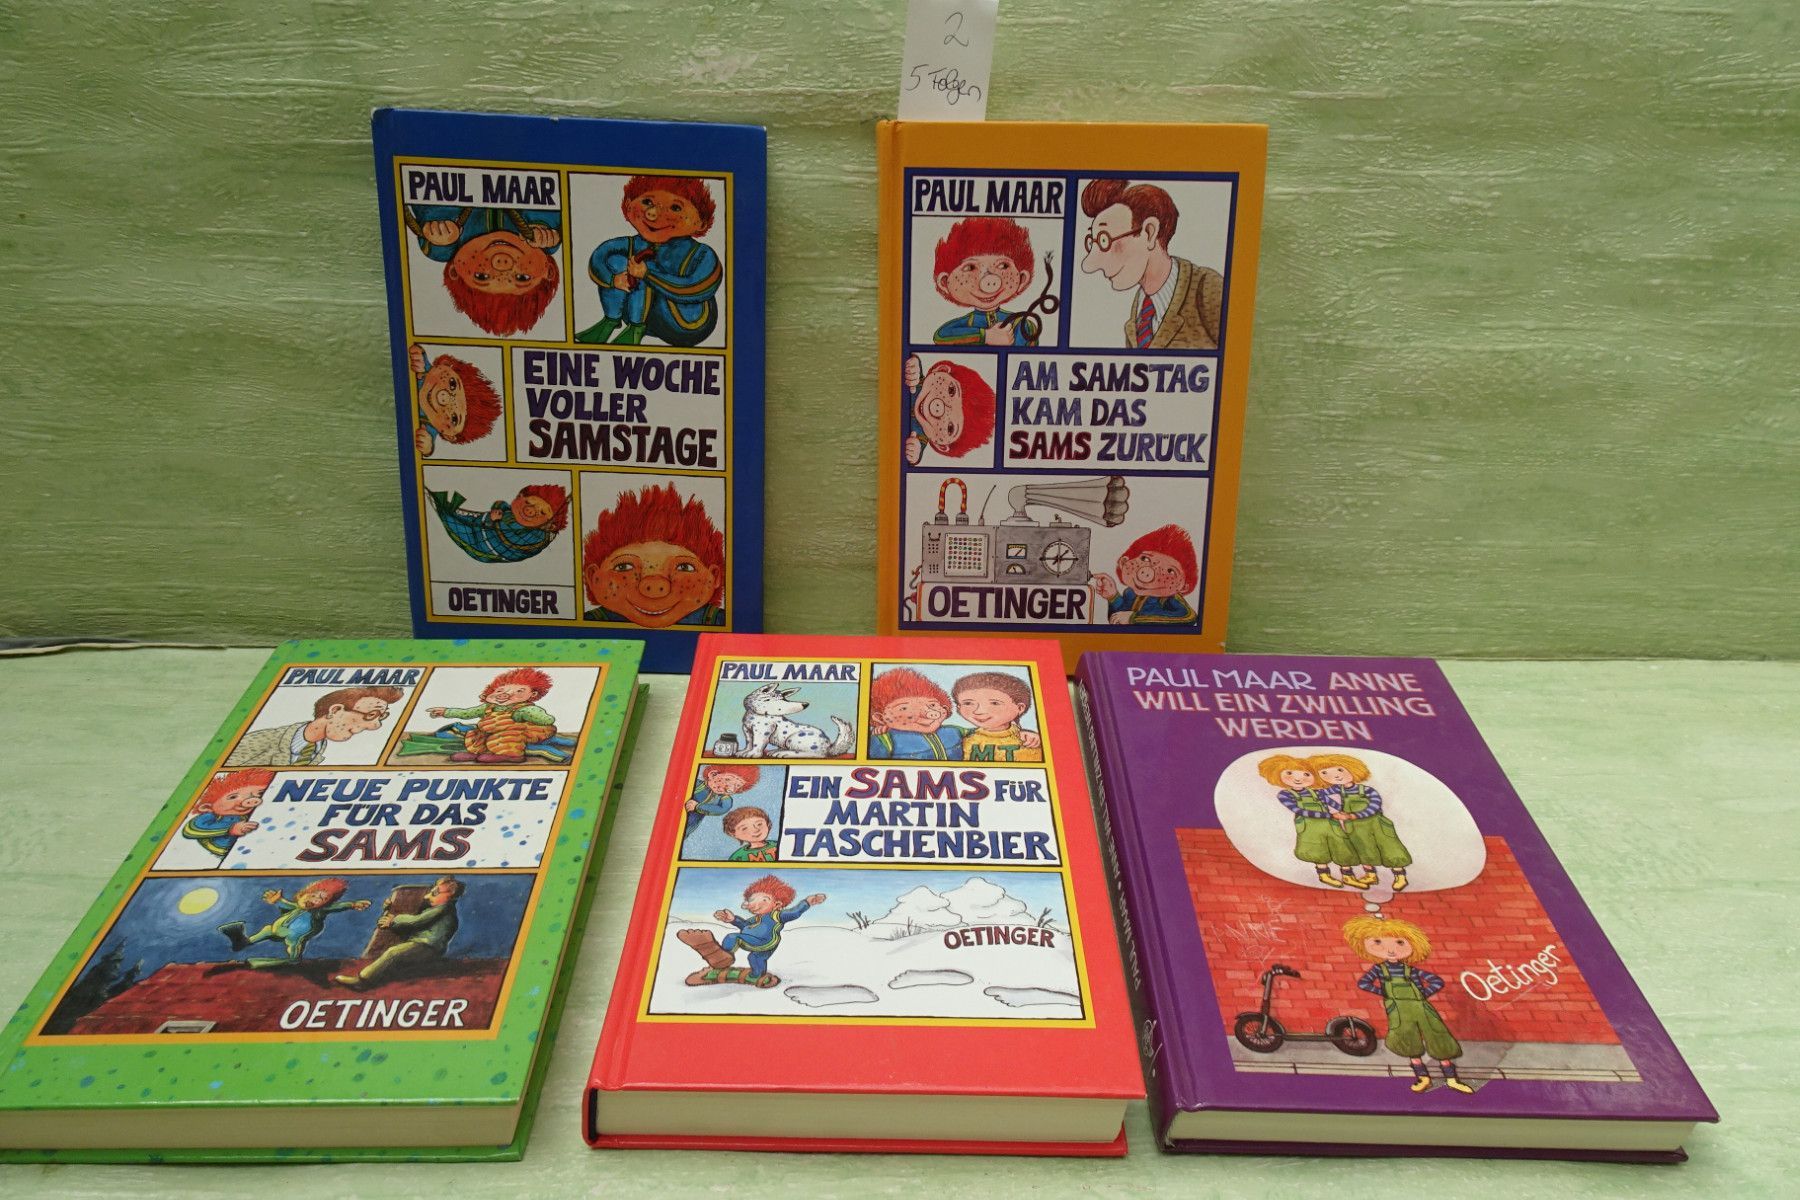 2
5 Folgen
PAUL MAAR
EINE WOCHE
VOLLER
SAMSTAGE
OETINGER
PAUL MAAR
AM SAMSTAG
KAM DAS
SAMS ZURÜCK
OETINGER
PAUL MAAR
NEUE PUNKTE
FÜR DAS
SAMS
OETINGER
PAUL MAAR
MT
EIN SAMS FÜR
MARTIN
TASCHENBIER
MT
OETINGER
PAUL MAAR ANNE
WILL EIN ZWILLING
WERDEN
Oetinger